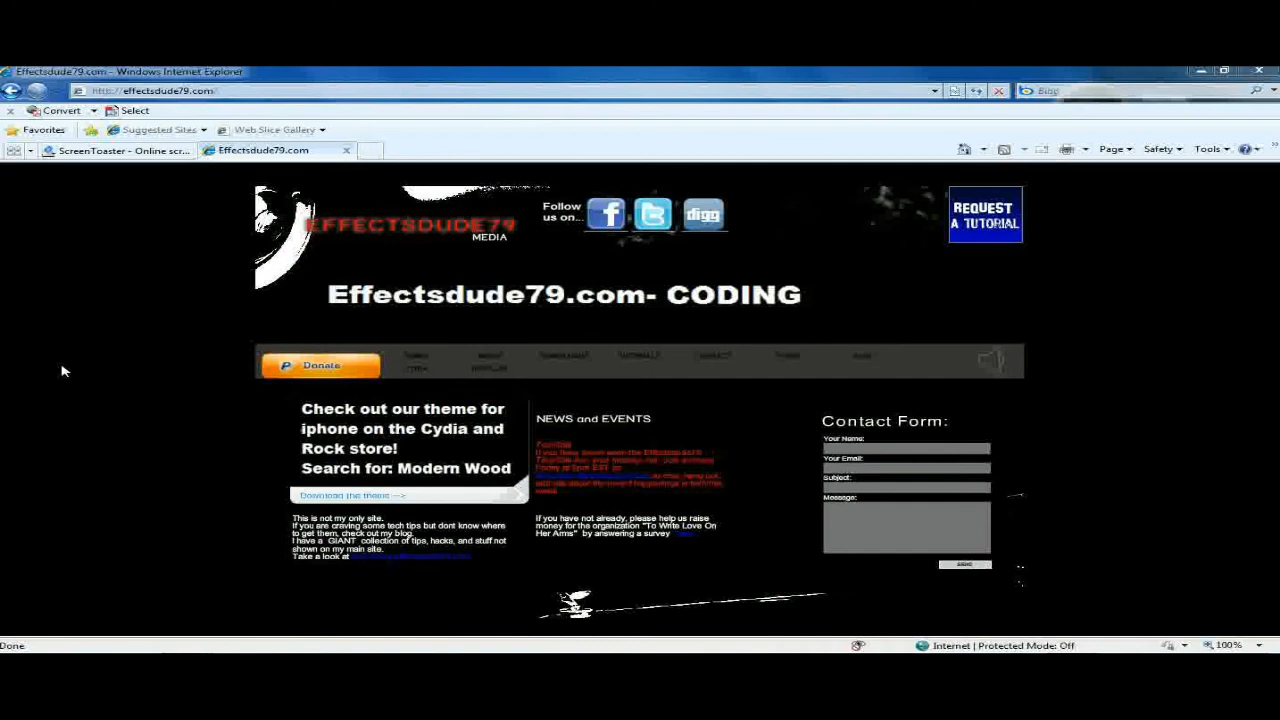 Effectsdude79.com - Windows Internet Explorer
http://effectsdude79.com/
Bing
Convert
Select
Favorites
Suggested Sites
Web Slice Gallery
ScreenToaster - Online scr...
Effectsdude79.com
Page
Safety
Tools
Follow
us on...
f
t
digg
REQUEST
A TUTORIAL
EFFECTSDUDE79
MEDIA
Effectsdude79.com- CODING
Donate
TUTORIALS
CONTACT
Check out our theme for
iphone on the Cydia and
Rock store!
Search for: Modern Wood
Download the theme -->
This is not my only site.
If you are craving some tech tips but dont know where
to get them, check out my blog.
I have a GIANT collection of tips, hacks, and stuff not
shown on my main site.
Take a look at
NEWS and EVENTS
If you have not already, please help us raise
money for the organization "To Write Love On
Her Arms" by answering a survey
Contact Form:
Your Name:
Your Email:
Subject:
Message:
SEND
Done
Internet | Protected Mode: Off
100%